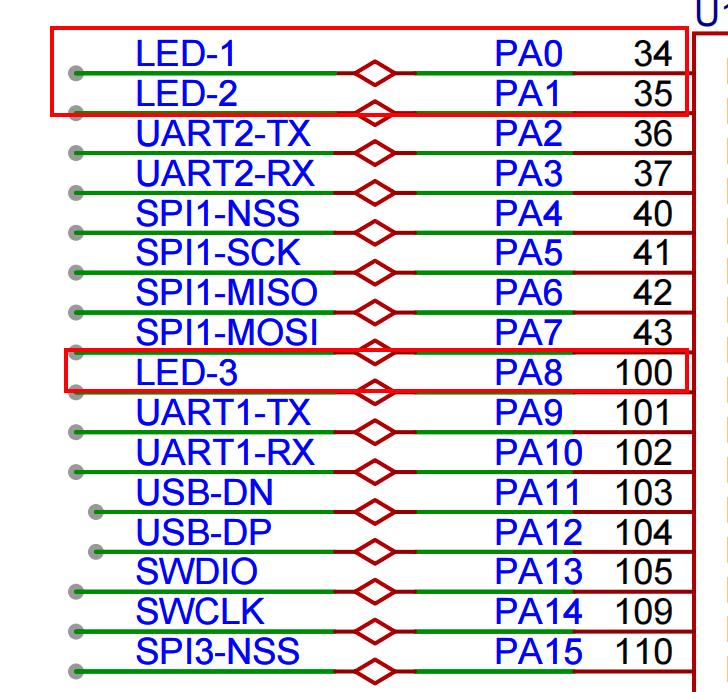 U1
LED-1 PA0 34
LED-2 PA1 35
UART2-TX PA2 36
UART2-RX PA3 37
SPI1-NSS PA4 40
SPI1-SCK PA5 41
SPI1-MISO PA6 42
SPI1-MOSI PA7 43
LED-3 PA8 100
UART1-TX PA9 101
UART1-RX PA10 102
USB-DN PA11 103
USB-DP PA12 104
SWDIO PA13 105
SWCLK PA14 109
SPI3-NSS PA15 110